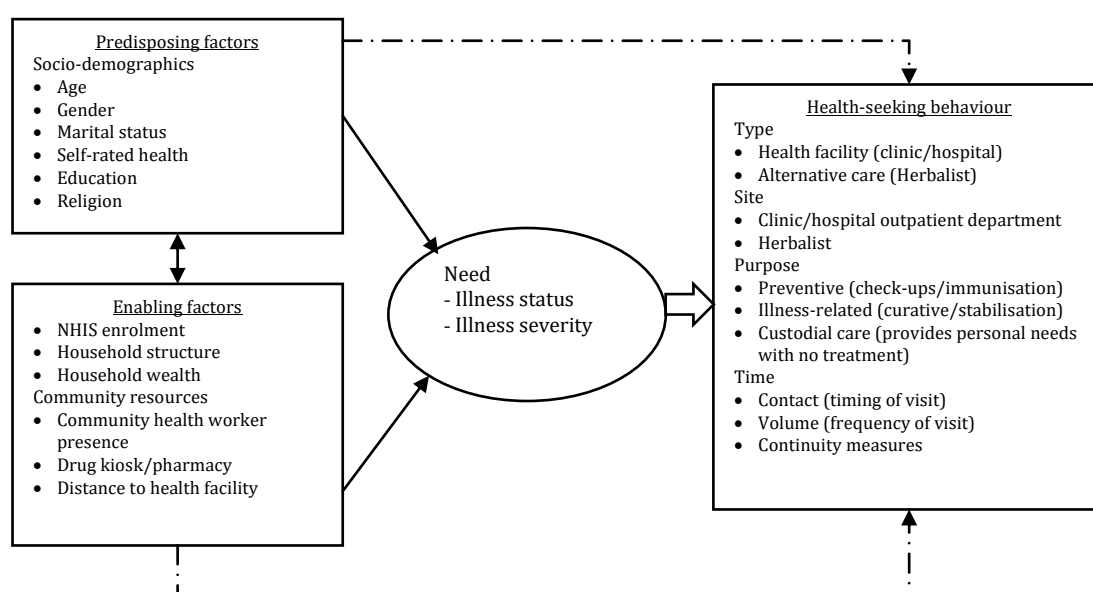 Predisposing factors
Socio-demographics
• Age
• Gender
• Marital status
• Self-rated health
• Education
• Religion
Enabling factors
• NHIS enrolment
• Household structure
• Household wealth
Community resources
• Community health worker
presence
• Drug kiosk/pharmacy
• Distance to health facility
Need
- Illness status
- Illness severity
Health-seeking behaviour
Type
• Health facility (clinic/hospital)
• Alternative care (Herbalist)
Site
• Clinic/hospital outpatient department
• Herbalist
Purpose
• Preventive (check-ups/immunisation)
• Illness-related (curative/stabilisation)
• Custodial care (provides personal needs
with no treatment)
Time
• Contact (timing of visit)
• Volume (frequency of visit)
• Continuity measures